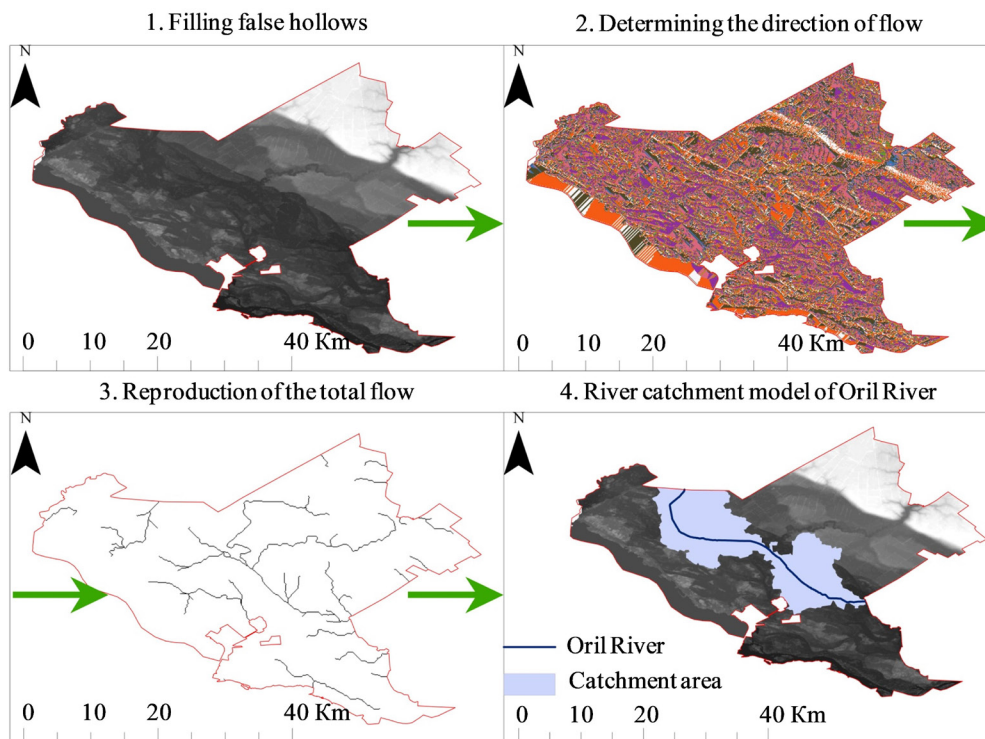 1. Filling false hollows
2. Determining the direction of flow
N
N
0 10 20 40 Km
0 10 20 40 Km
3. Reproduction of the total flow
4. River catchment model of Oril River
N
N
Oril River
Catchment area
0 10 20 40 Km
0 10 20 40 Km